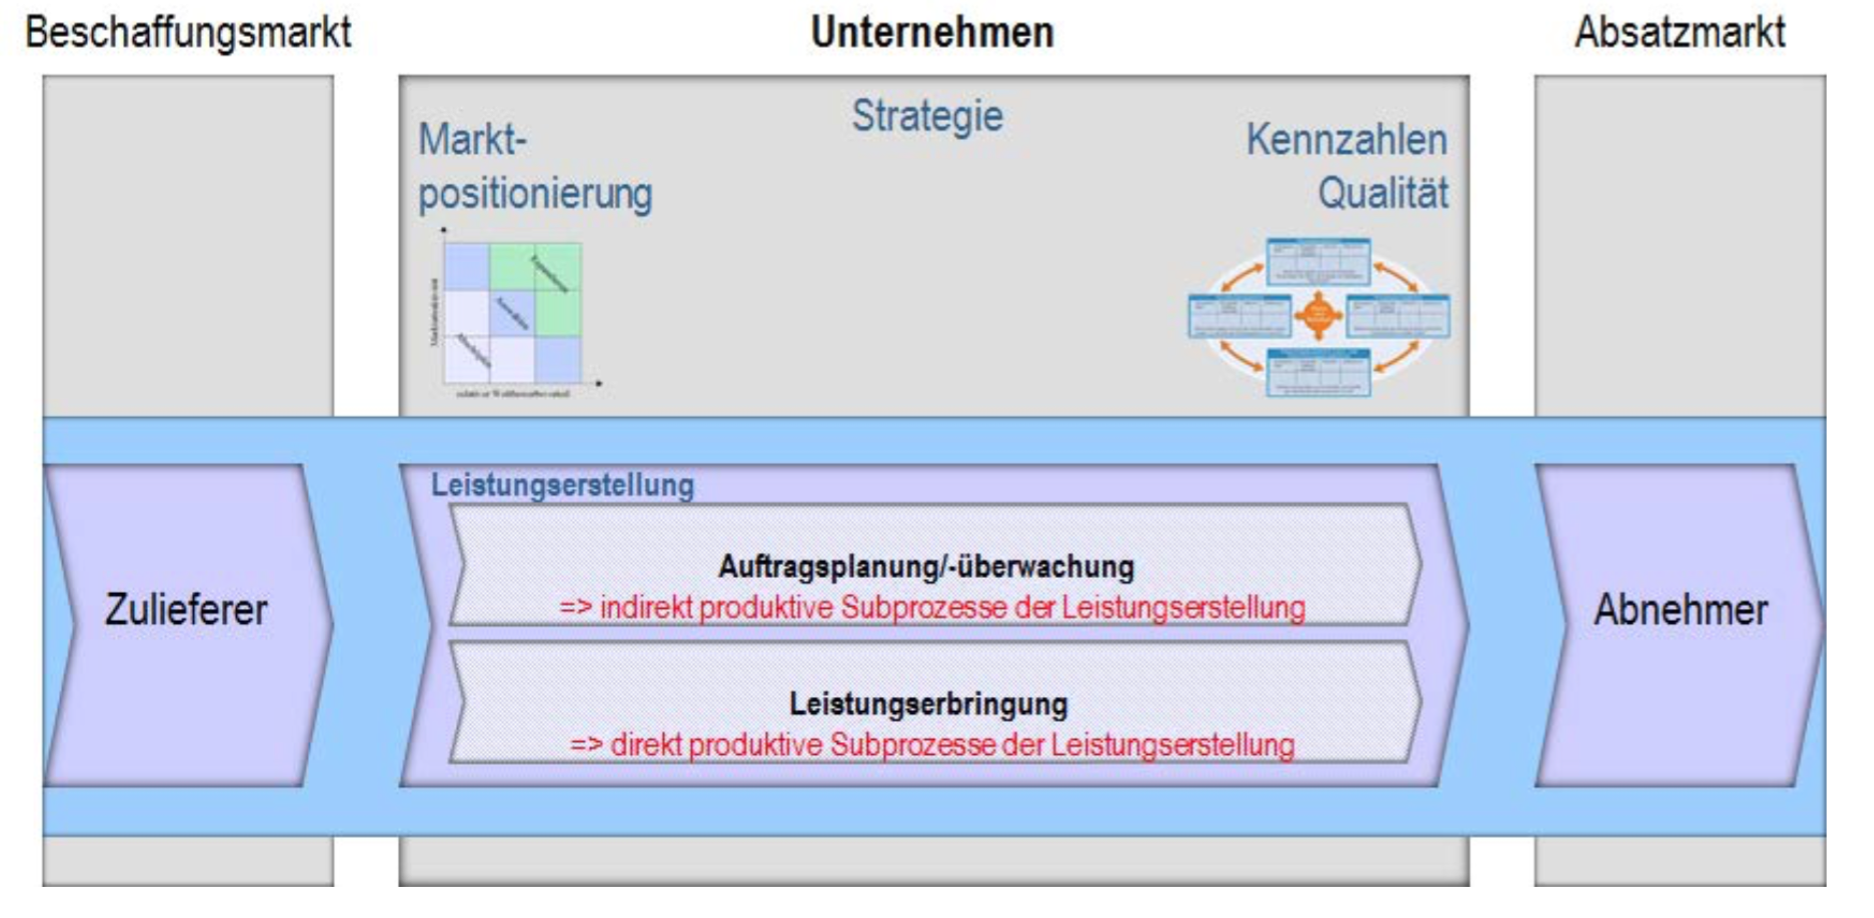 Beschaffungsmarkt
Unternehmen
Absatzmarkt
Strategie
Markt-
positionierung
Kennzahlen
Qualität
Leistungserstellung
Auftragsplanung/-überwachung
=> indirekt produktive Subprozesse der Leistungserstellung
Zulieferer
Abnehmer
Leistungserbringung
=> direkt produktive Subprozesse der Leistungserstellung